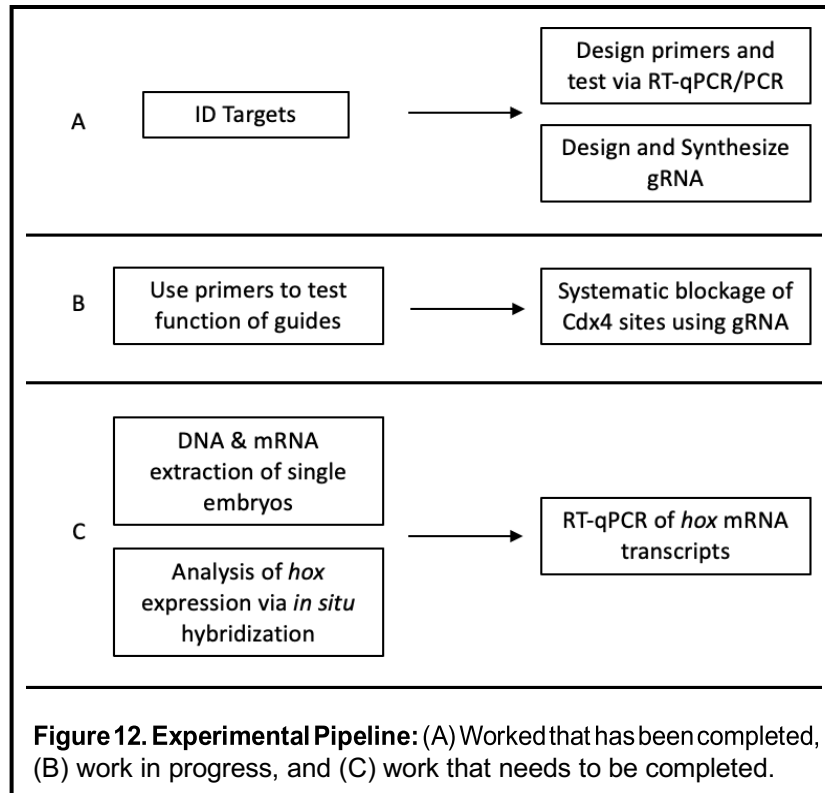 A
ID Targets
Design primers and
test via RT-qPCR/PCR
Design and Synthesize
gRNA
B
Use primers to test
function of guides
Systematic blockage of
Cdx4 sites using gRNA
C
DNA & mRNA
extraction of single
embryos
Analysis of hox
expression via in situ
hybridization
RT-qPCR of hox mRNA
transcripts
Figure 12. Experimental Pipeline: (A) Worked that has been completed,
(B) work in progress, and (C) work that needs to be completed.